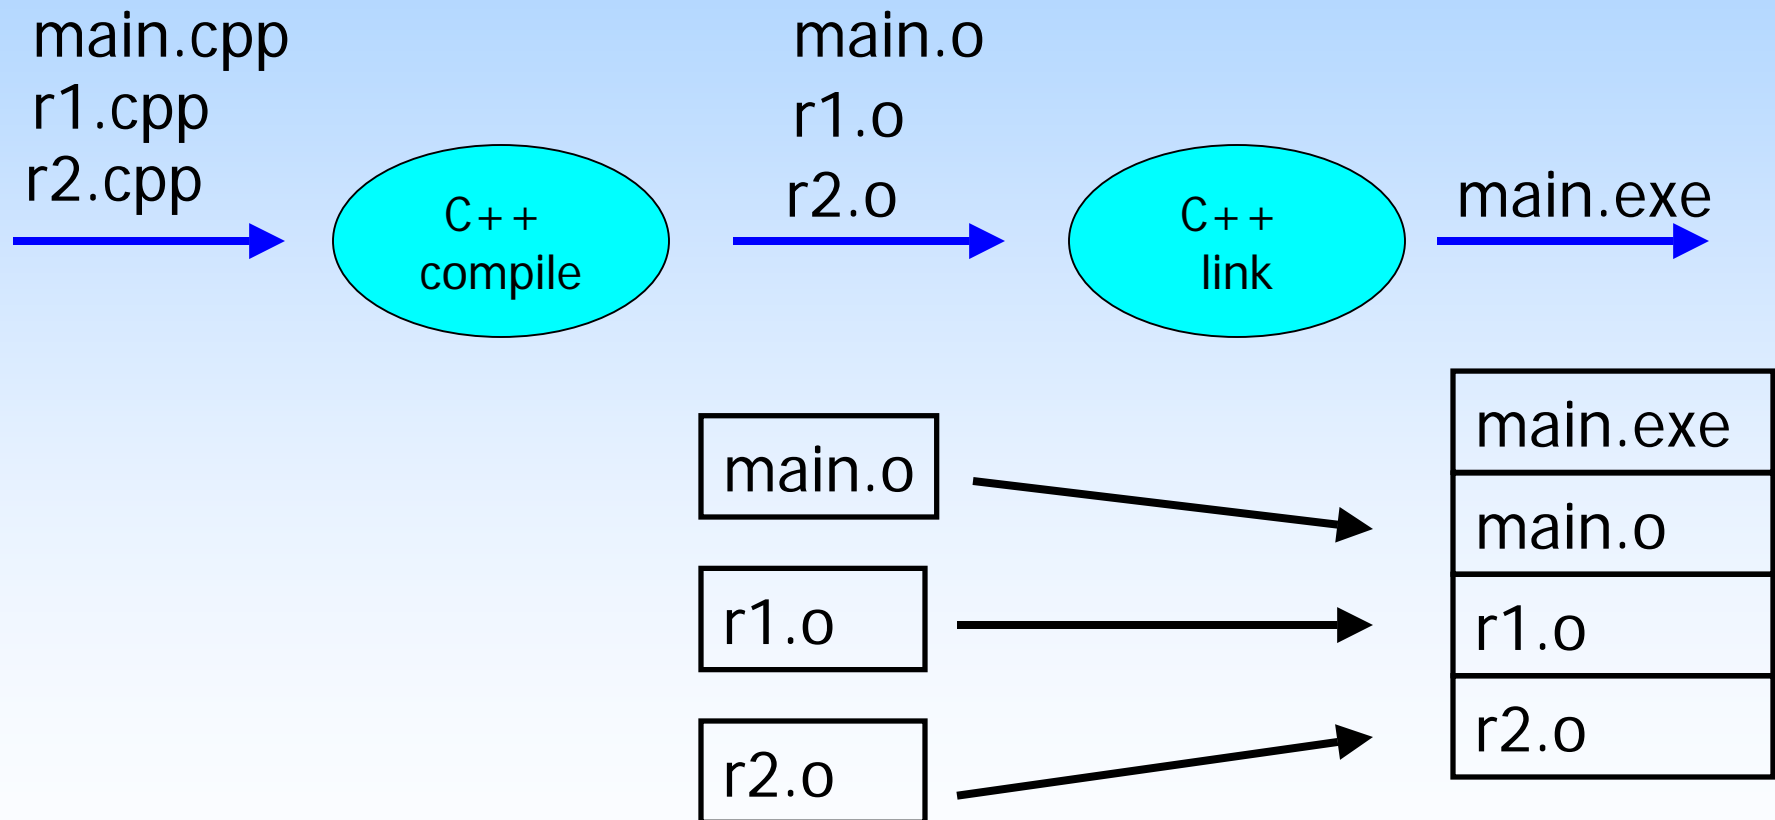 main.cpp
r1.cpp
r2.cpp
C++
compile
main.o
r1.o
r2.o
C++
link
main.exe
main.o
r1.o
r2.o
main.exe
main.o
r1.o
r2.o